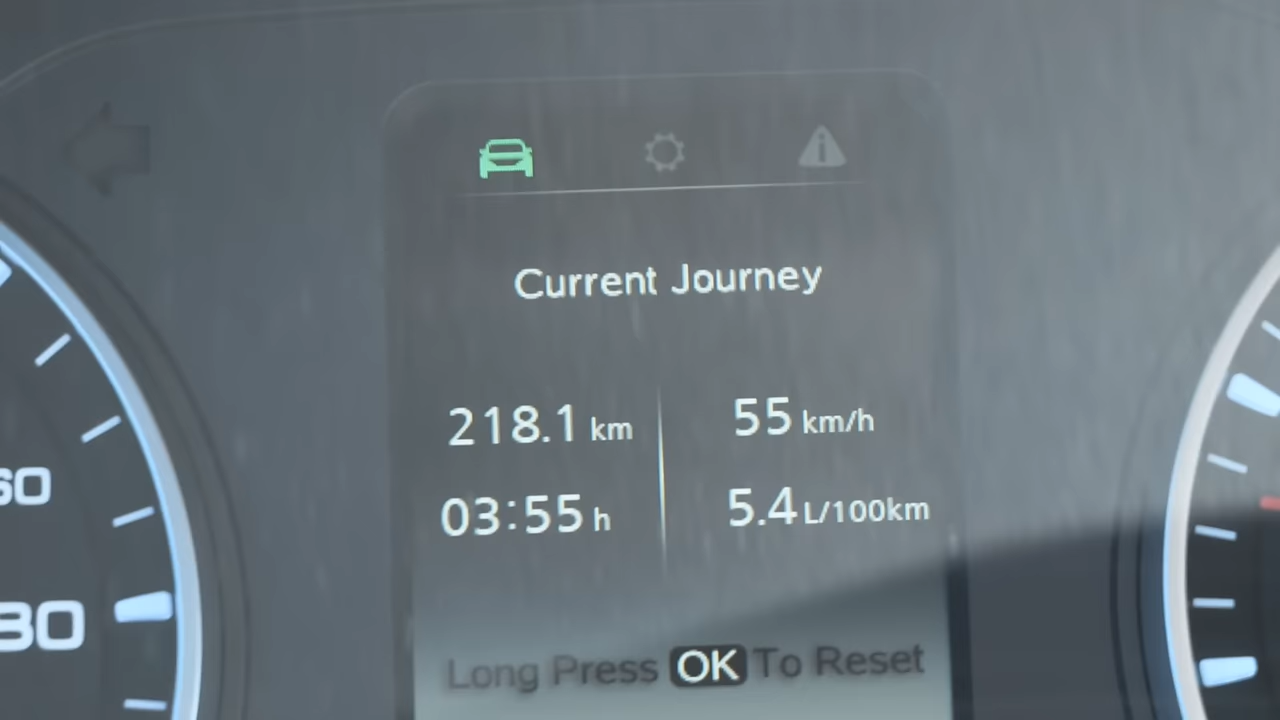 Current Journey
218.1 km
55 km/h
03:55 h
5.4 L/100km
Long Press OK To Reset